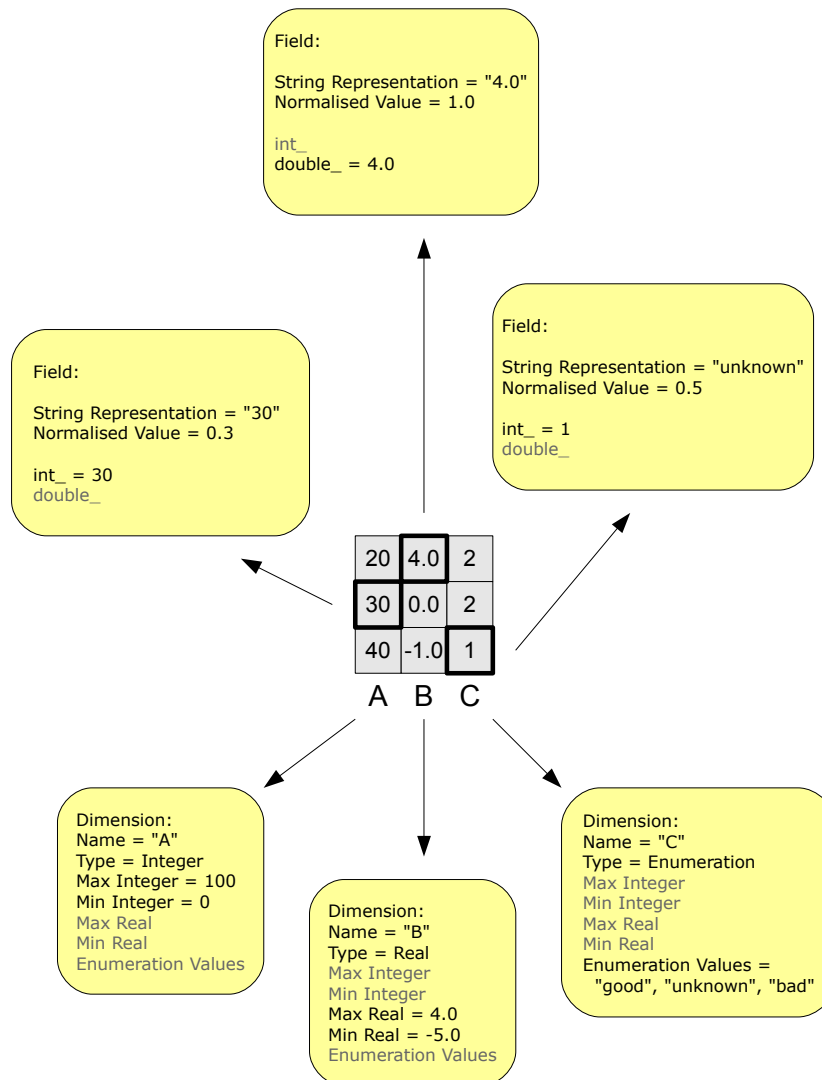 Field:
String Representation = "4.0"
Normalised Value = 1.0
int_
double_ = 4.0
Field:
String Representation = "unknown"
Normalised Value = 0.5
int_ = 1
double_
Field:
String Representation = "30"
Normalised Value = 0.3
int_ = 30
double_
20 4.0 2
30 0.0 2
40 -1.0 1
A B C
Dimension:
Name = "A"
Type = Integer
Max Integer = 100
Min Integer = 0
Max Real
Min Real
Enumeration Values
Dimension:
Name = "B"
Type = Real
Max Integer
Min Integer
Max Real = 4.0
Min Real = -5.0
Enumeration Values
Dimension:
Name = "C"
Type = Enumeration
Max Integer
Min Integer
Max Real
Min Real
Enumeration Values =
"good", "unknown", "bad"